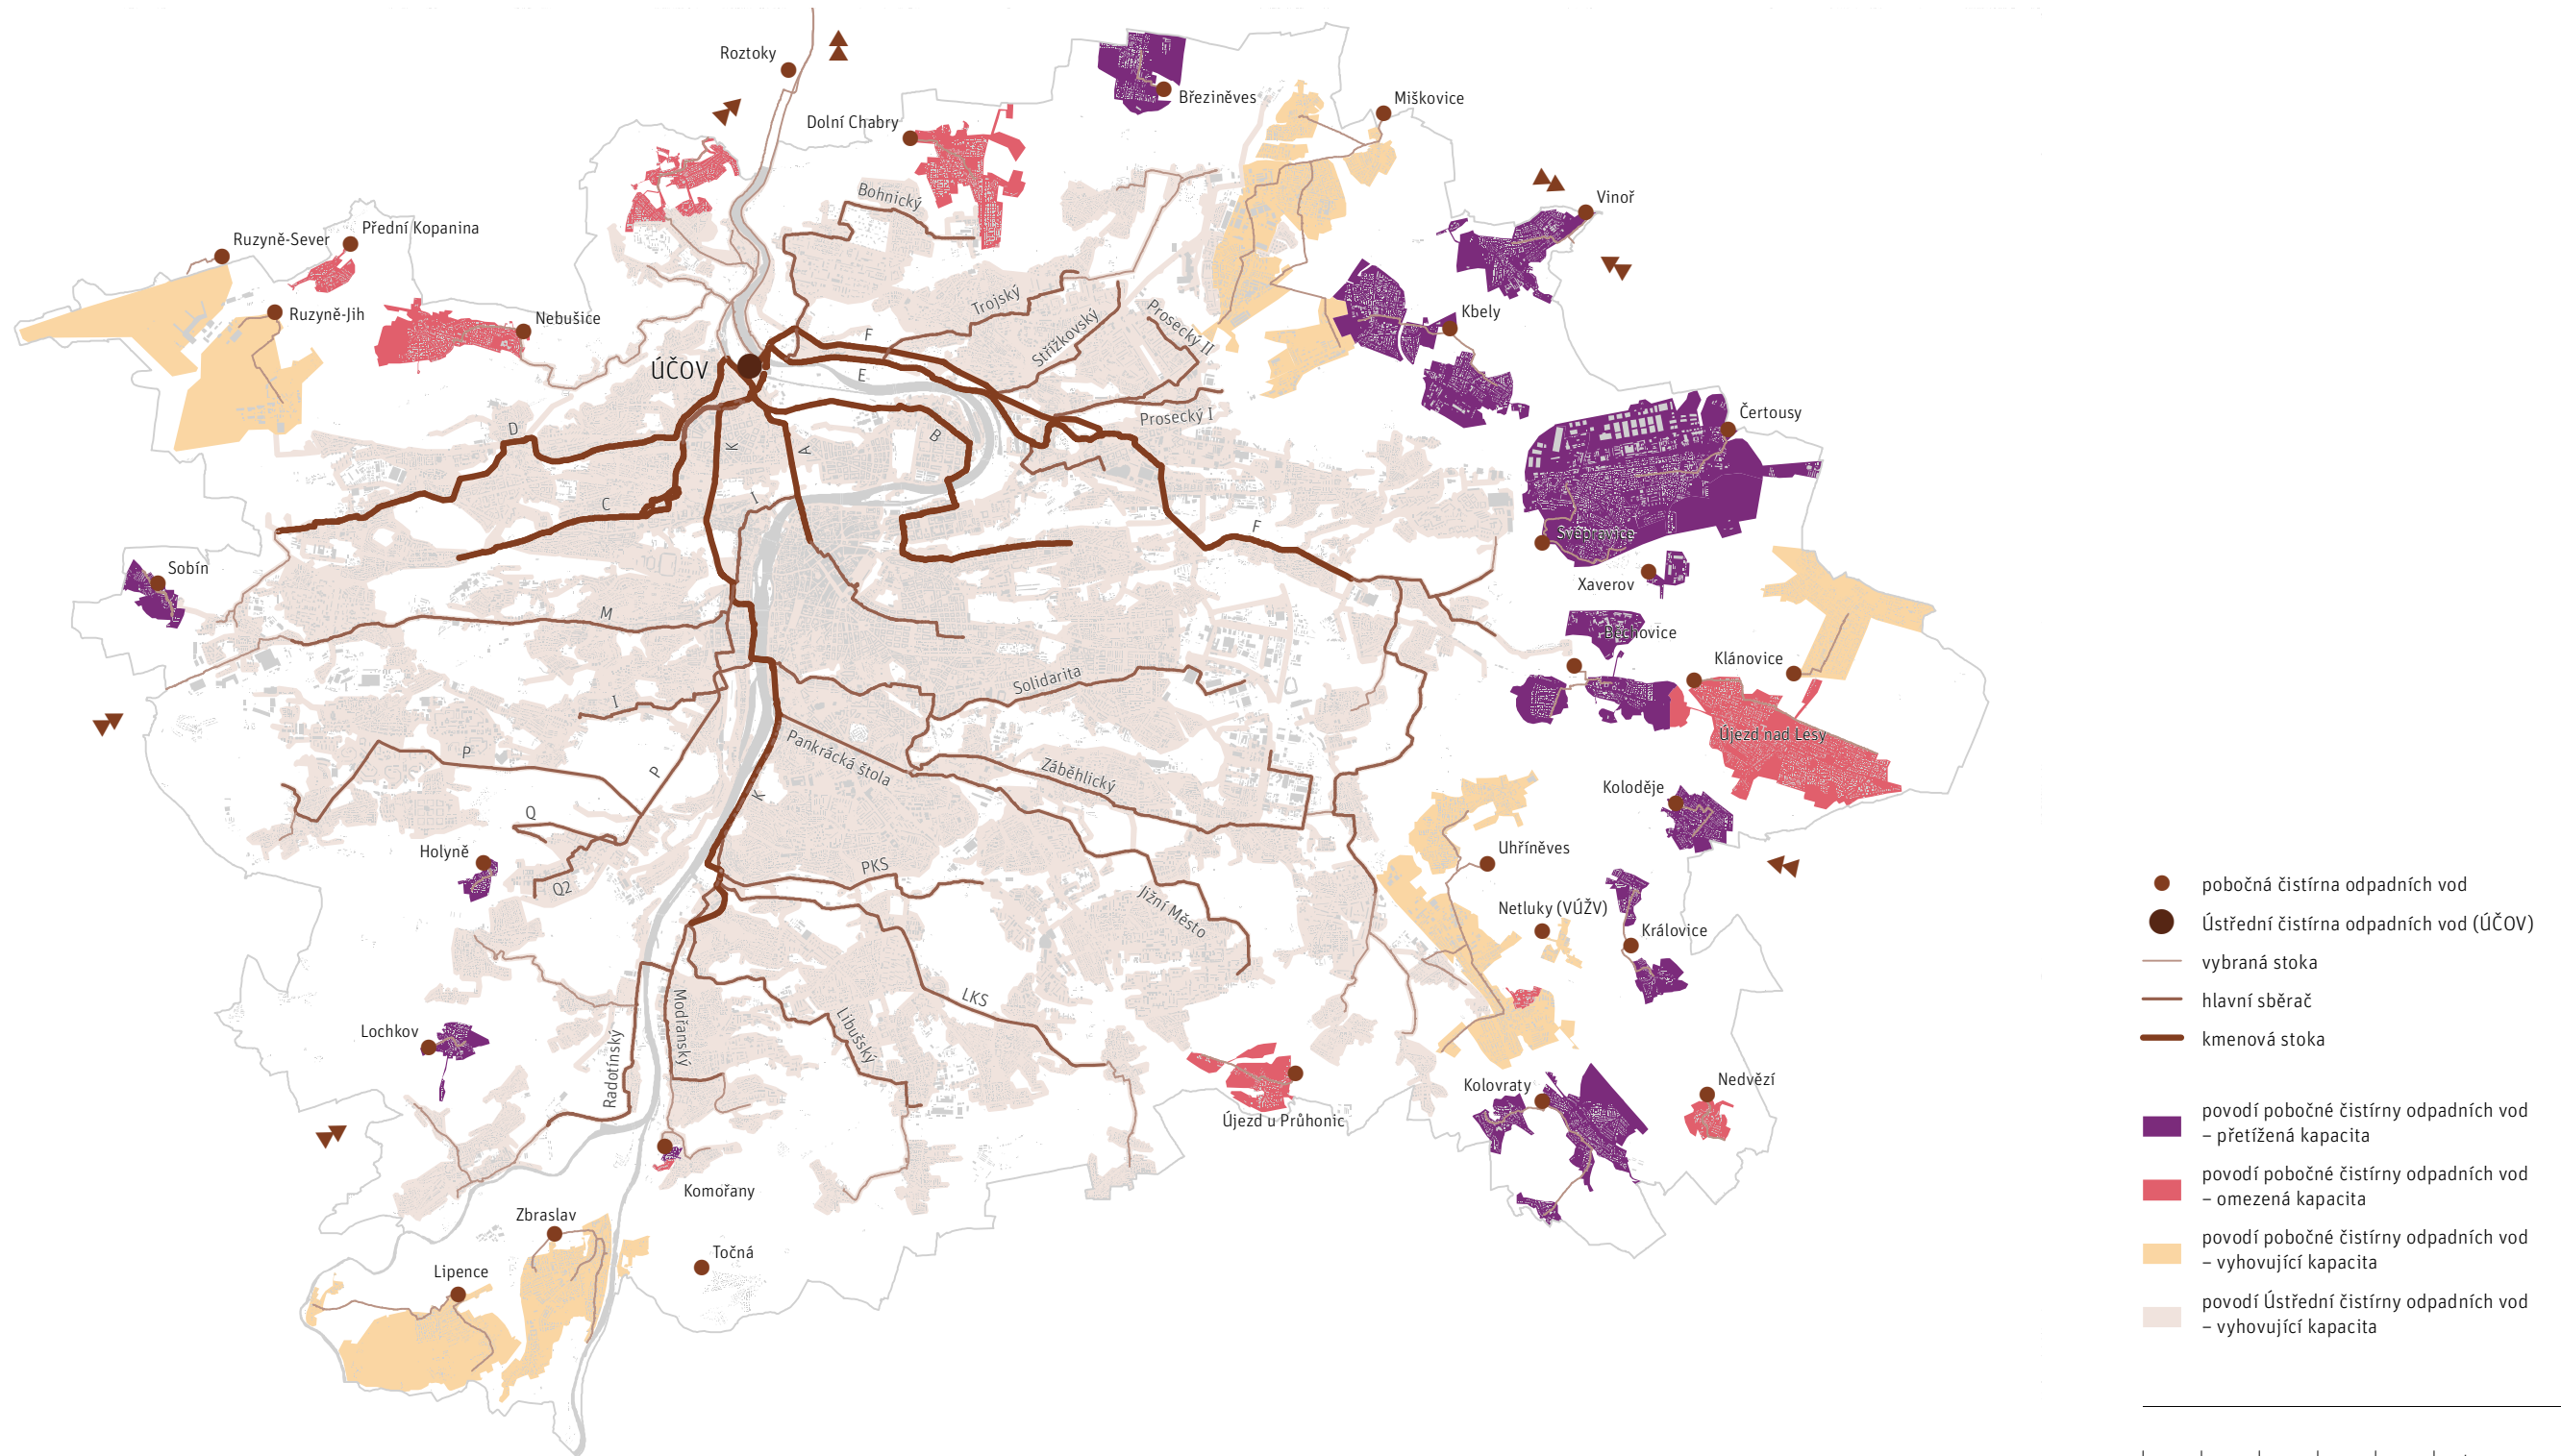 Roztoky
Březiněves
Miškovice
Dolní Chabry
Bohnický
Vinoř
Přední Kopanina
Ruzyně-Sever
Ruzyně-Jih
Nebušice
Trojský
Střížkovský
Prosecký II
Kbely
F
E
ÚČOV
Prosecký I
Čertousy
D
K
A
B
C
I
F
Svépravice
Sobín
Xaverov
M
Běchovice
Klánovice
Solidarita
I
Újezd nad Lesy
Pankrácká štola
P
P
Záběhlický
K
Koloděje
Q
Holyně
Uhříněves
PKS
Q2
Jižní Město
Netluky (VÚŽV)
Královice
LKS
Modřanský
Libušský
Lochkov
Radotínský
Kolovraty
Nedvězí
Újezd u Průhonic
Komořany
Zbraslav
Točná
Lipence
pobočná čistírna odpadních vod
Ústřední čistírna odpadních vod (ÚČOV)
vybraná stoka
hlavní sběrač
kmenová stoka
povodí pobočné čistírny odpadních vod
– přetížená kapacita
povodí pobočné čistírny odpadních vod
– omezená kapacita
povodí pobočné čistírny odpadních vod
– vyhovující kapacita
povodí Ústřední čistírny odpadních vod
– vyhovující kapacita